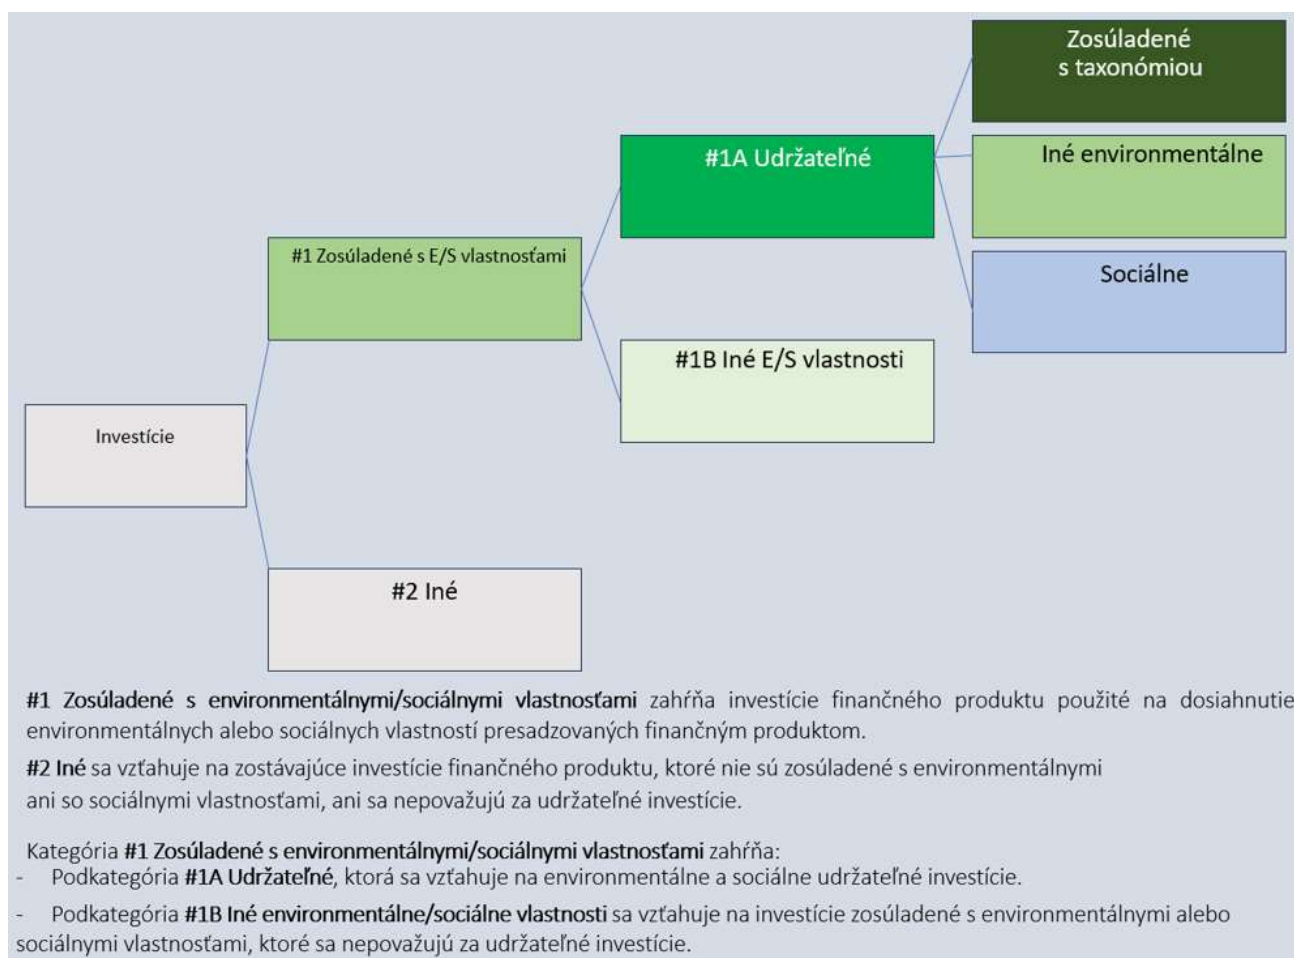 Zosúladené
s taxonómiou
#1A Udržateľné
Iné environmentálne
#1 Zosúladené s E/S vlastnosťami
Sociálne
#1B Iné E/S vlastnosti
Investície
#2 Iné
#1 Zosúladené s environmentálnymi/sociálnymi vlastnosťami zahŕňa investície finančného produktu použité na dosiahnutie
environmentálnych alebo sociálnych vlastností presadzovaných finančným produktom.
#2 Iné sa vzťahuje na zostávajúce investície finančného produktu, ktoré nie sú zosúladené s environmentálnymi
ani so sociálnymi vlastnosťami, ani sa nepovažujú za udržateľné investície.
Kategória #1 Zosúladené s environmentálnymi/sociálnymi vlastnosťami zahŕňa:
- Podkategória #1A Udržateľné, ktorá sa vzťahuje na environmentálne a sociálne udržateľné investície.
- Podkategória #1B Iné environmentálne/sociálne vlastnosti sa vzťahuje na investície zosúladené s environmentálnymi alebo
sociálnymi vlastnosťami, ktoré sa nepovažujú za udržateľné investície.